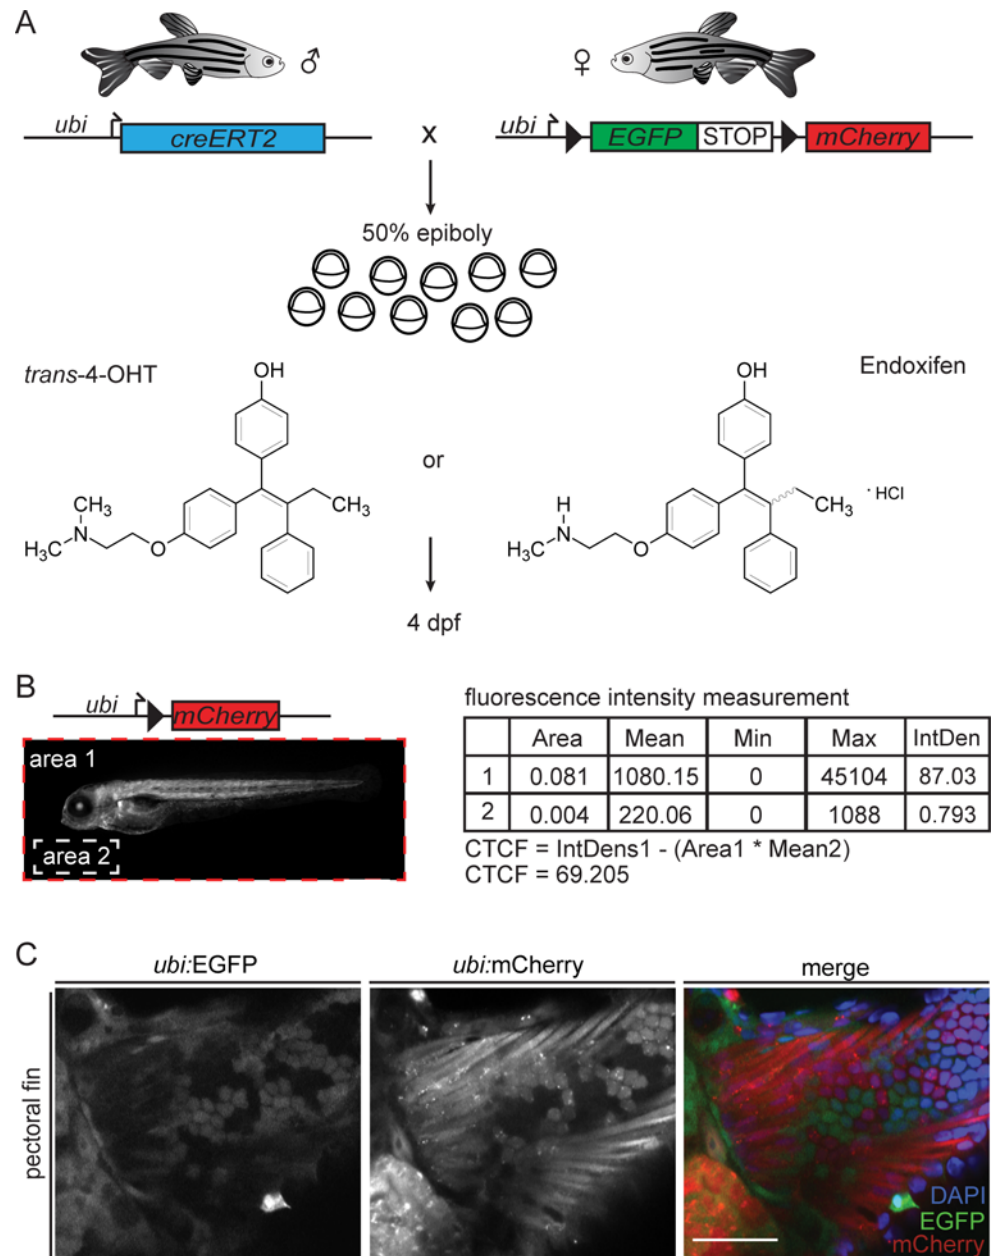 A
♂
♀
ubi
creERT2
x
ubi
EGFP
STOP
mCherry
50% epiboly
trans-4-OHT
OH
CH3
N
H3C
O
CH3
or
Endoxifen
OH
H
N
H3C
O
CH3
· HCl
4 dpf
B
ubi
mCherry
area 1
area 2
fluorescence intensity measurement
Area Mean Min Max IntDen
1 0.081 1080.15 0 45104 87.03
2 0.004 220.06 0 1088 0.793
CTCF = IntDens1 - (Area1 * Mean2)
CTCF = 69.205
C
ubi:EGFP
ubi:mCherry
merge
pectoral fin
DAPI
EGFP
mCherry